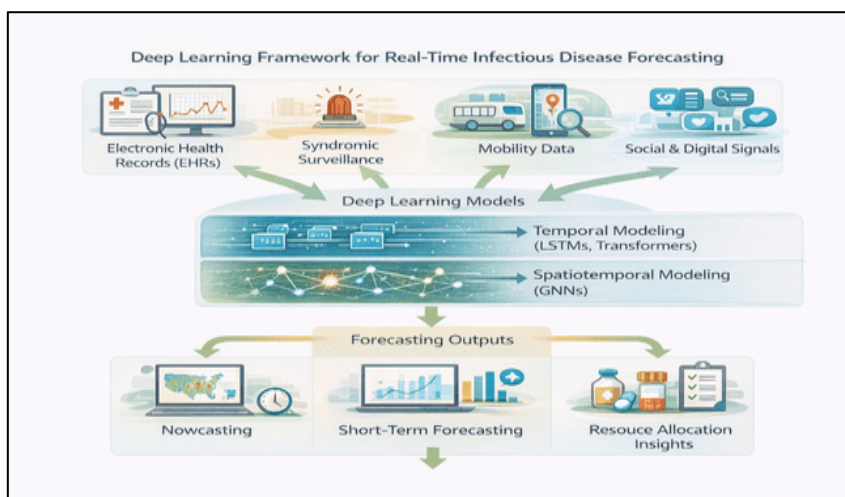 Deep Learning Framework for Real-Time Infectious Disease Forecasting
Electronic Health
Records (EHRs)
Syndromic
Surveillance
Mobility Data
Social & Digital Signals
Deep Learning Models
Temporal Modeling
(LSTMs, Transformers)
Spatiotemporal Modeling
(GNNs)
Forecasting Outputs
Nowcasting
Short-Term Forecasting
Resouce Allocation
Insights